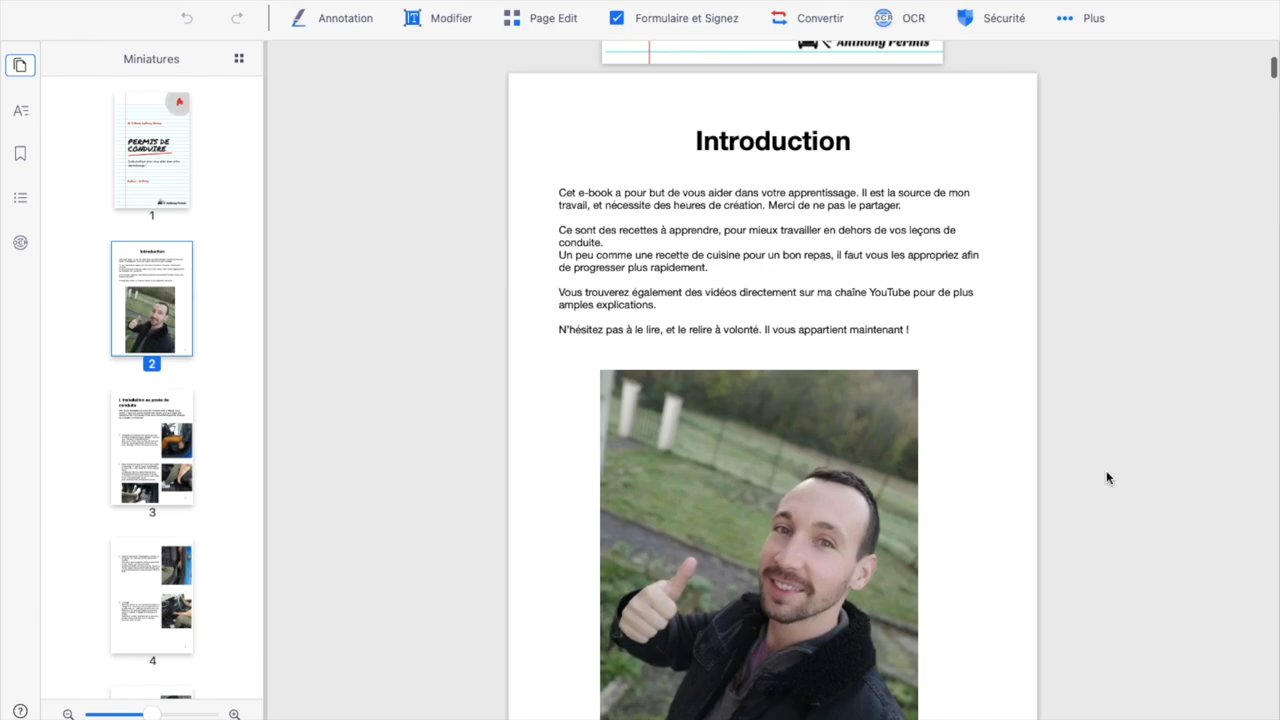 Annotation
Modifier
Page Edit
Formulaire et Signez
Convertir
OCR
OCR
Sécurité
Plus
Miniatures
PERMIS DE
CONDUIRE
Anthony Permis
1
Introduction
2
I. Installation au poste de
conduite
3
4
Anthony Permis
Introduction
Cet e-book a pour but de vous aider dans votre apprentissage. Il est la source de mon
travail, et nécessite des heures de création. Merci de ne pas le partager.
Ce sont des recettes à apprendre, pour mieux travailler en dehors de vos leçons de
conduite.
Un peu comme une recette de cuisine pour un bon repas, il faut vous les appropriez afin
de progresser plus rapidement.
Vous trouverez également des vidéos directement sur ma chaîne YouTube pour de plus
amples explications.
N'hésitez pas à le lire, et le relire à volonté. Il vous appartient maintenant !